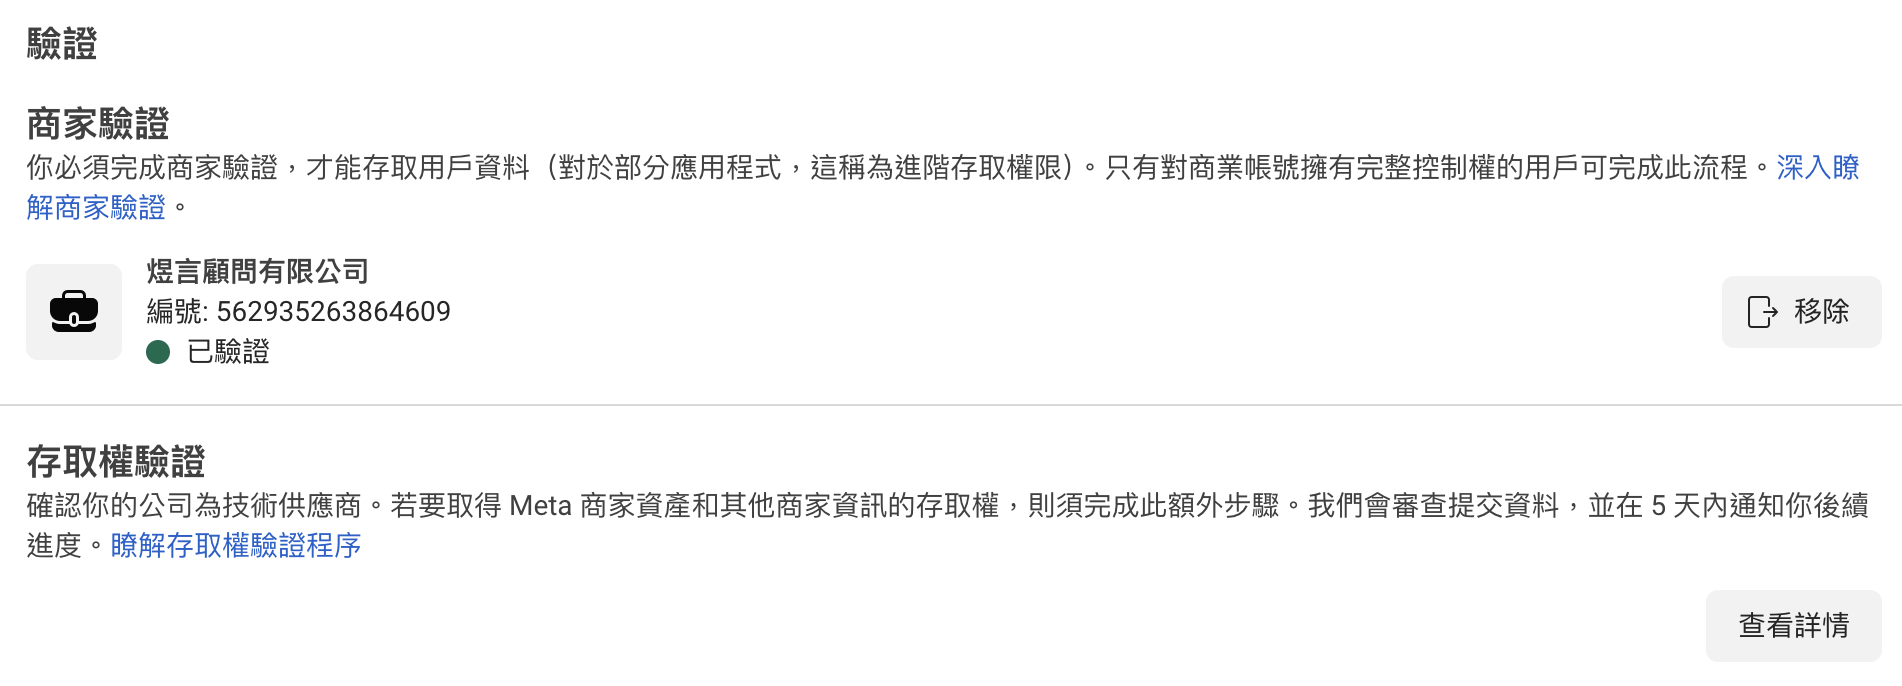 驗證
商家驗證
你必須完成商家驗證，才能存取用戶資料（對於部分應用程式，這稱為進階存取權限）。只有對商業帳號擁有完整控制權的用戶可完成此流程。深入瞭
解商家驗證。
煜言顧問有限公司
編號: 562935263864609
已驗證
移除
存取權驗證
確認你的公司為技術供應商。若要取得 Meta 商家資產和其他商家資訊的存取權，則須完成此額外步驟。我們會審查提交資料，並在 5 天內通知你後續
進度。瞭解存取權驗證程序
查看詳情